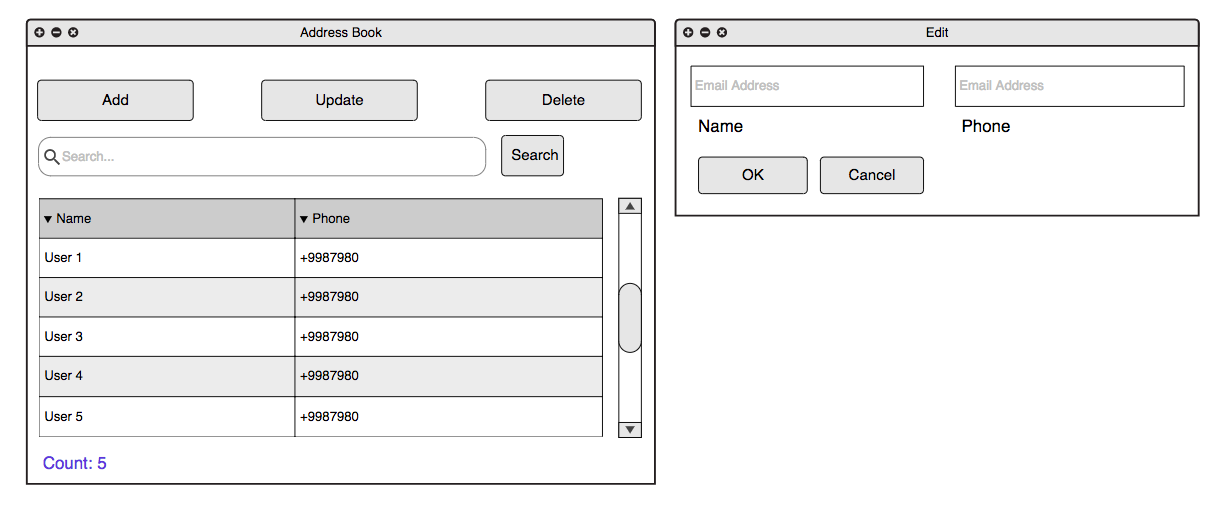 Address Book
Add Update Delete
Search... Search
Name Phone
User 1 +9987980
User 2 +9987980
User 3 +9987980
User 4 +9987980
User 5 +9987980
Count: 5
Edit
Email Address Email Address
Name Phone
OK Cancel